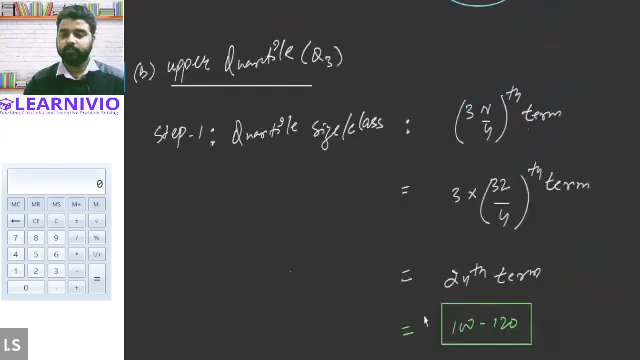 (b) upper Quartile (Q3)
LEARNIVIO
Step-1: Quartile size/class : (3 N/4)th term
= 3 × (32/4)th term
= 24th term
= 100 - 120
0
MC MR MS M+ M-
← CE C ± √
7 8 9 / %
4 5 6 * 1/x
1 2 3 - =
0 . +
I.S